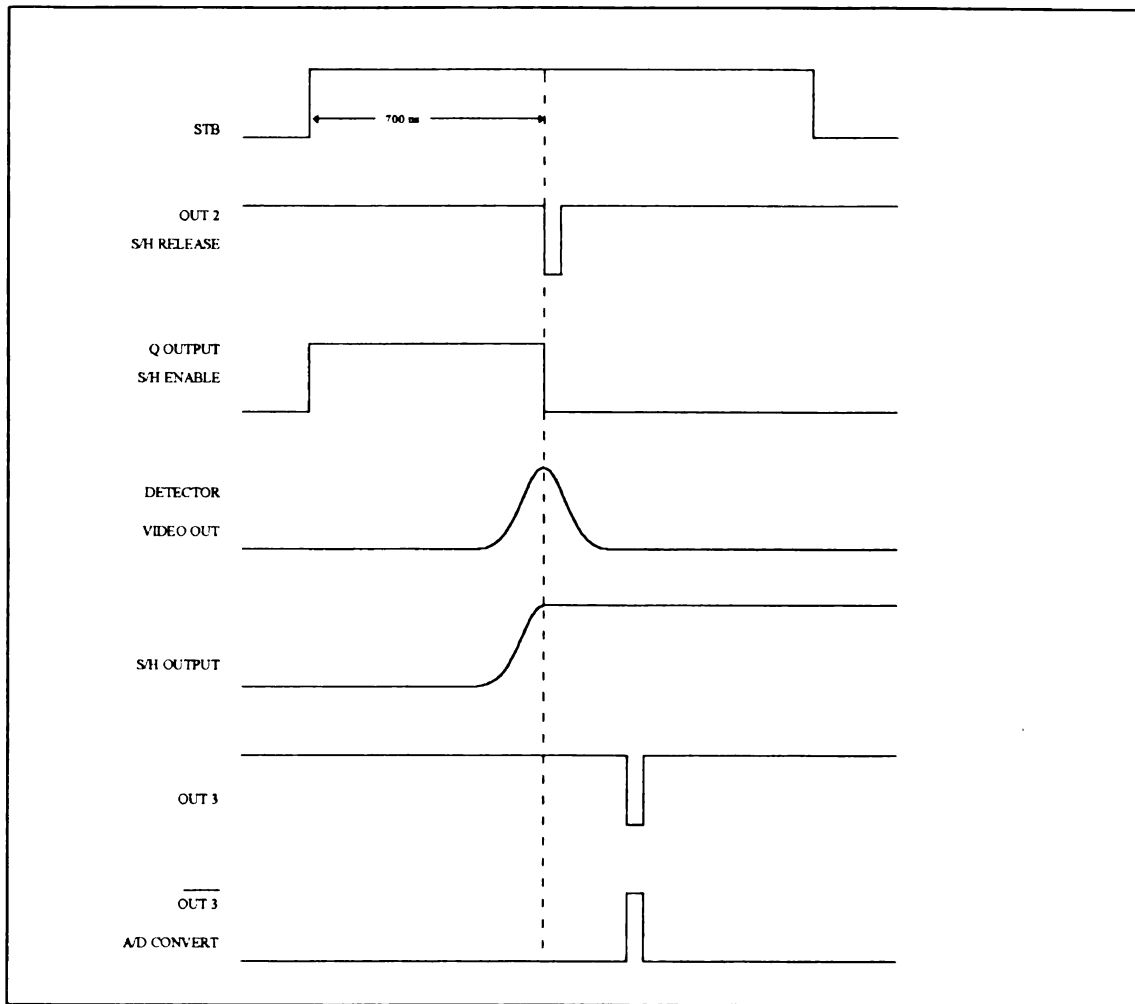 STB
700 ns
OUT 2
S/H RELEASE
Q OUTPUT
S/H ENABLE
DETECTOR
VIDEO OUT
S/H OUTPUT
OUT 3
OUT 3
A/D CONVERT